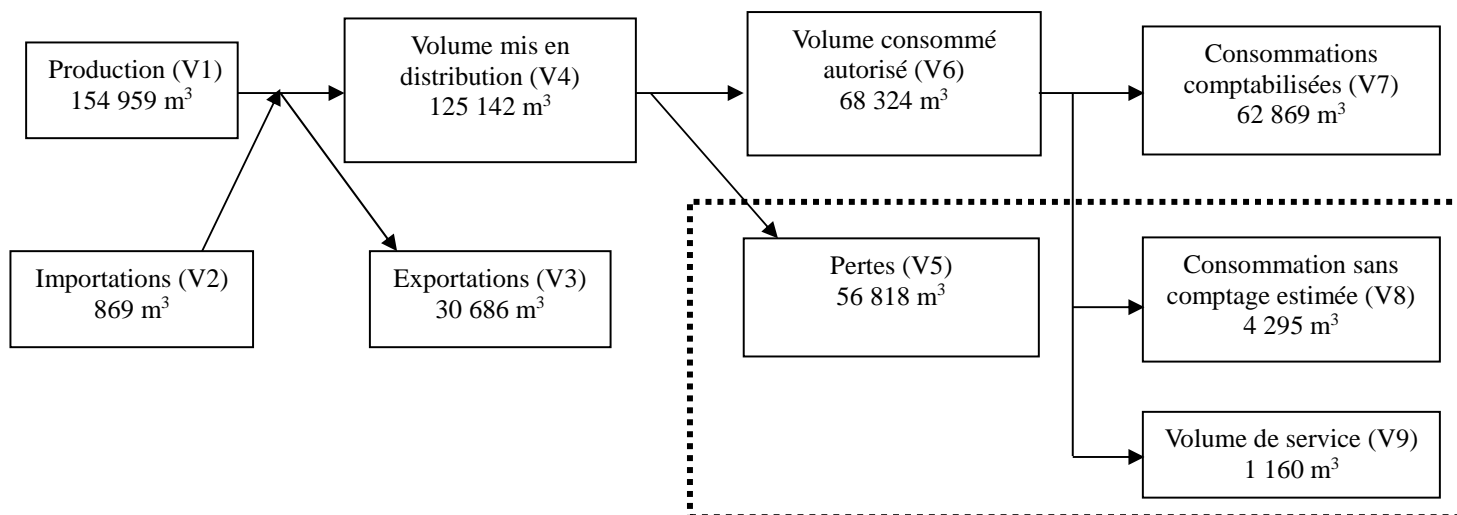 Production (V1)
154 959 m³
Volume mis en
distribution (V4)
125 142 m³
Volume consommé
autorisé (V6)
68 324 m³
Consommations
comptabilisées (V7)
62 869 m³
Importations (V2)
869 m³
Exportations (V3)
30 686 m³
Pertes (V5)
56 818 m³
Consommation sans
comptage estimée (V8)
4 295 m³
Volume de service (V9)
1 160 m³